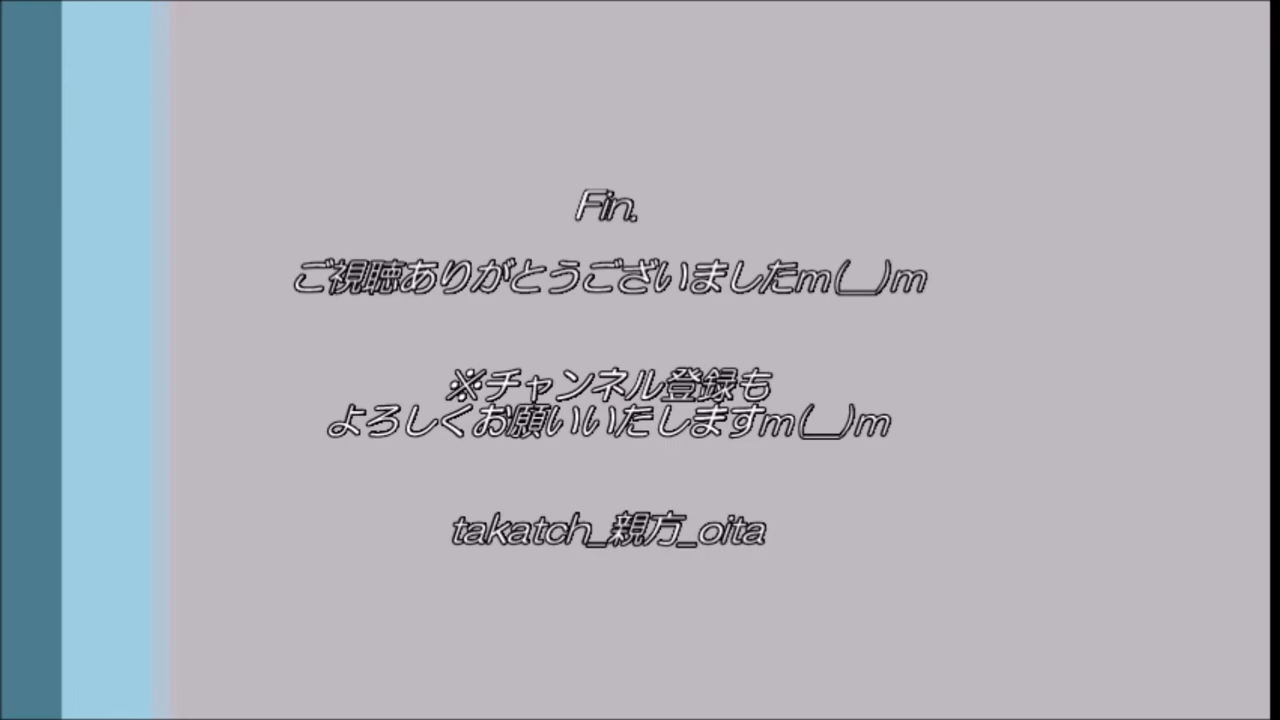 Fin.
ご視聴ありがとうございましたm(__)m
※チャンネル登録も
よろしくお願いいたしますm(__)m
takatch_親方_oita